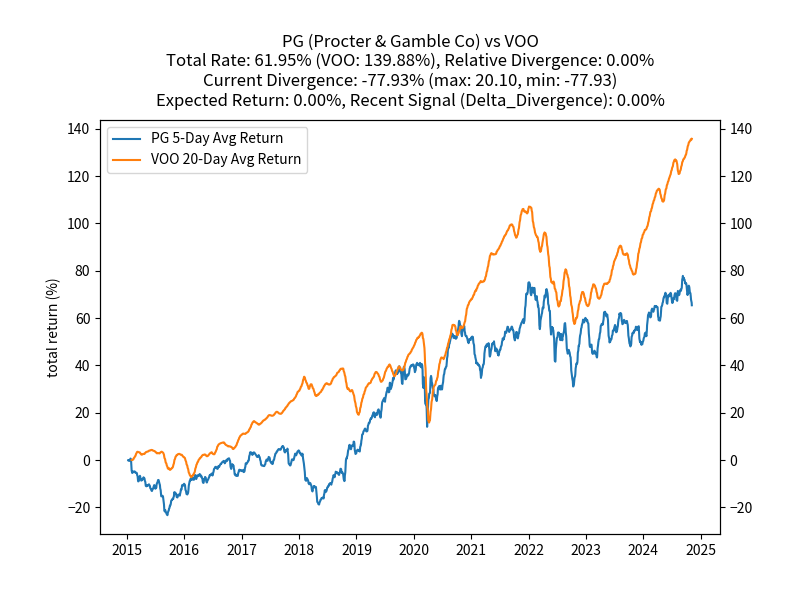 PG (Procter & Gamble Co) vs VOO
Total Rate: 61.95% (VOO: 139.88%), Relative Divergence: 0.00%
Current Divergence: -77.93% (max: 20.10, min: -77.93)
Expected Return: 0.00%, Recent Signal (Delta_Divergence): 0.00%
PG 5-Day Avg Return
VOO 20-Day Avg Return
total return (%)
140
120
100
80
60
40
20
0
−20
140
120
100
80
60
40
20
0
−20
2015 2016 2017 2018 2019 2020 2021 2022 2023 2024 2025